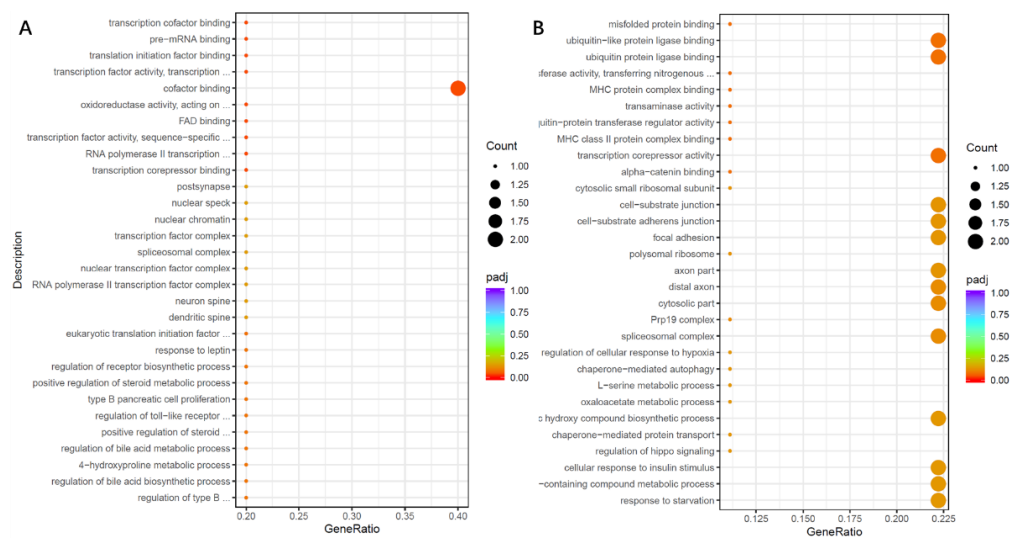 A
transcription cofactor binding
pre−mRNA binding
translation initiation factor binding
transcription factor activity, transcription ...
cofactor binding
oxidoreductase activity, acting on ...
FAD binding
transcription factor activity, sequence−specific ...
RNA polymerase II transcription ...
transcription corepressor binding
postsynapse
nuclear speck
nuclear chromatin
transcription factor complex
spliceosomal complex
nuclear transcription factor complex
RNA polymerase II transcription factor complex
neuron spine
dendritic spine
eukaryotic translation initiation factor ...
response to leptin
regulation of receptor biosynthetic process
positive regulation of steroid metabolic process
type B pancreatic cell proliferation
regulation of toll−like receptor ...
positive regulation of steroid ...
regulation of bile acid metabolic process
4−hydroxyproline metabolic process
regulation of bile acid biosynthetic process
regulation of type B ...
Description
0.20 0.25 0.30 0.35 0.40
GeneRatio
Count
1.00
1.25
1.50
1.75
2.00
padj
1.00
0.75
0.50
0.25
0.00
B
misfolded protein binding
ubiquitin−like protein ligase binding
ubiquitin protein ligase binding
sferase activity, transferring nitrogenous ...
MHC protein complex binding
transaminase activity
quitin−protein transferase regulator activity
MHC class II protein complex binding
transcription corepressor activity
alpha−catenin binding
cytosolic small ribosomal subunit
cell−substrate junction
cell−substrate adherens junction
focal adhesion
polysomal ribosome
axon part
distal axon
cytosolic part
Prp19 complex
spliceosomal complex
regulation of cellular response to hypoxia
chaperone−mediated autophagy
L−serine metabolic process
oxaloacetate metabolic process
c hydroxy compound biosynthetic process
chaperone−mediated protein transport
regulation of hippo signaling
cellular response to insulin stimulus
−containing compound metabolic process
response to starvation
0.125 0.150 0.175 0.200 0.225
GeneRatio
Count
1.00
1.25
1.50
1.75
2.00
padj
1.00
0.75
0.50
0.25
0.00